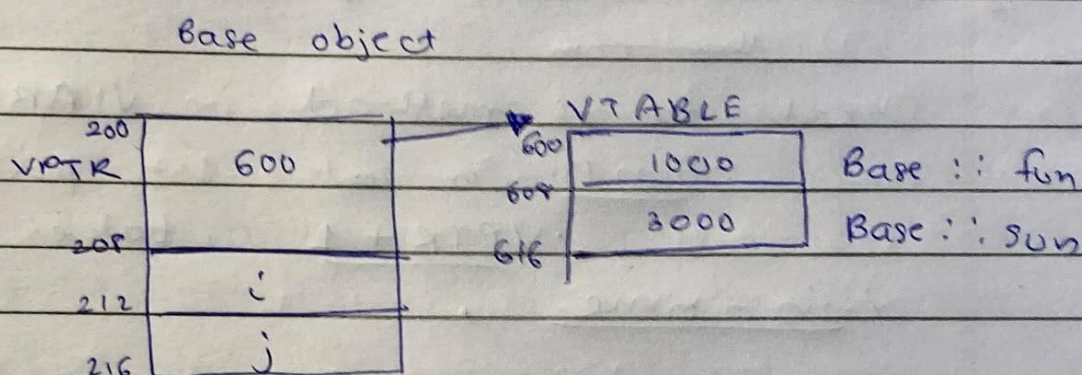 Base object
VTABLE
200
600
VPTR 600 1000 Base :: fun
608
3000 Base :: sun
208
616
i
212
j
216